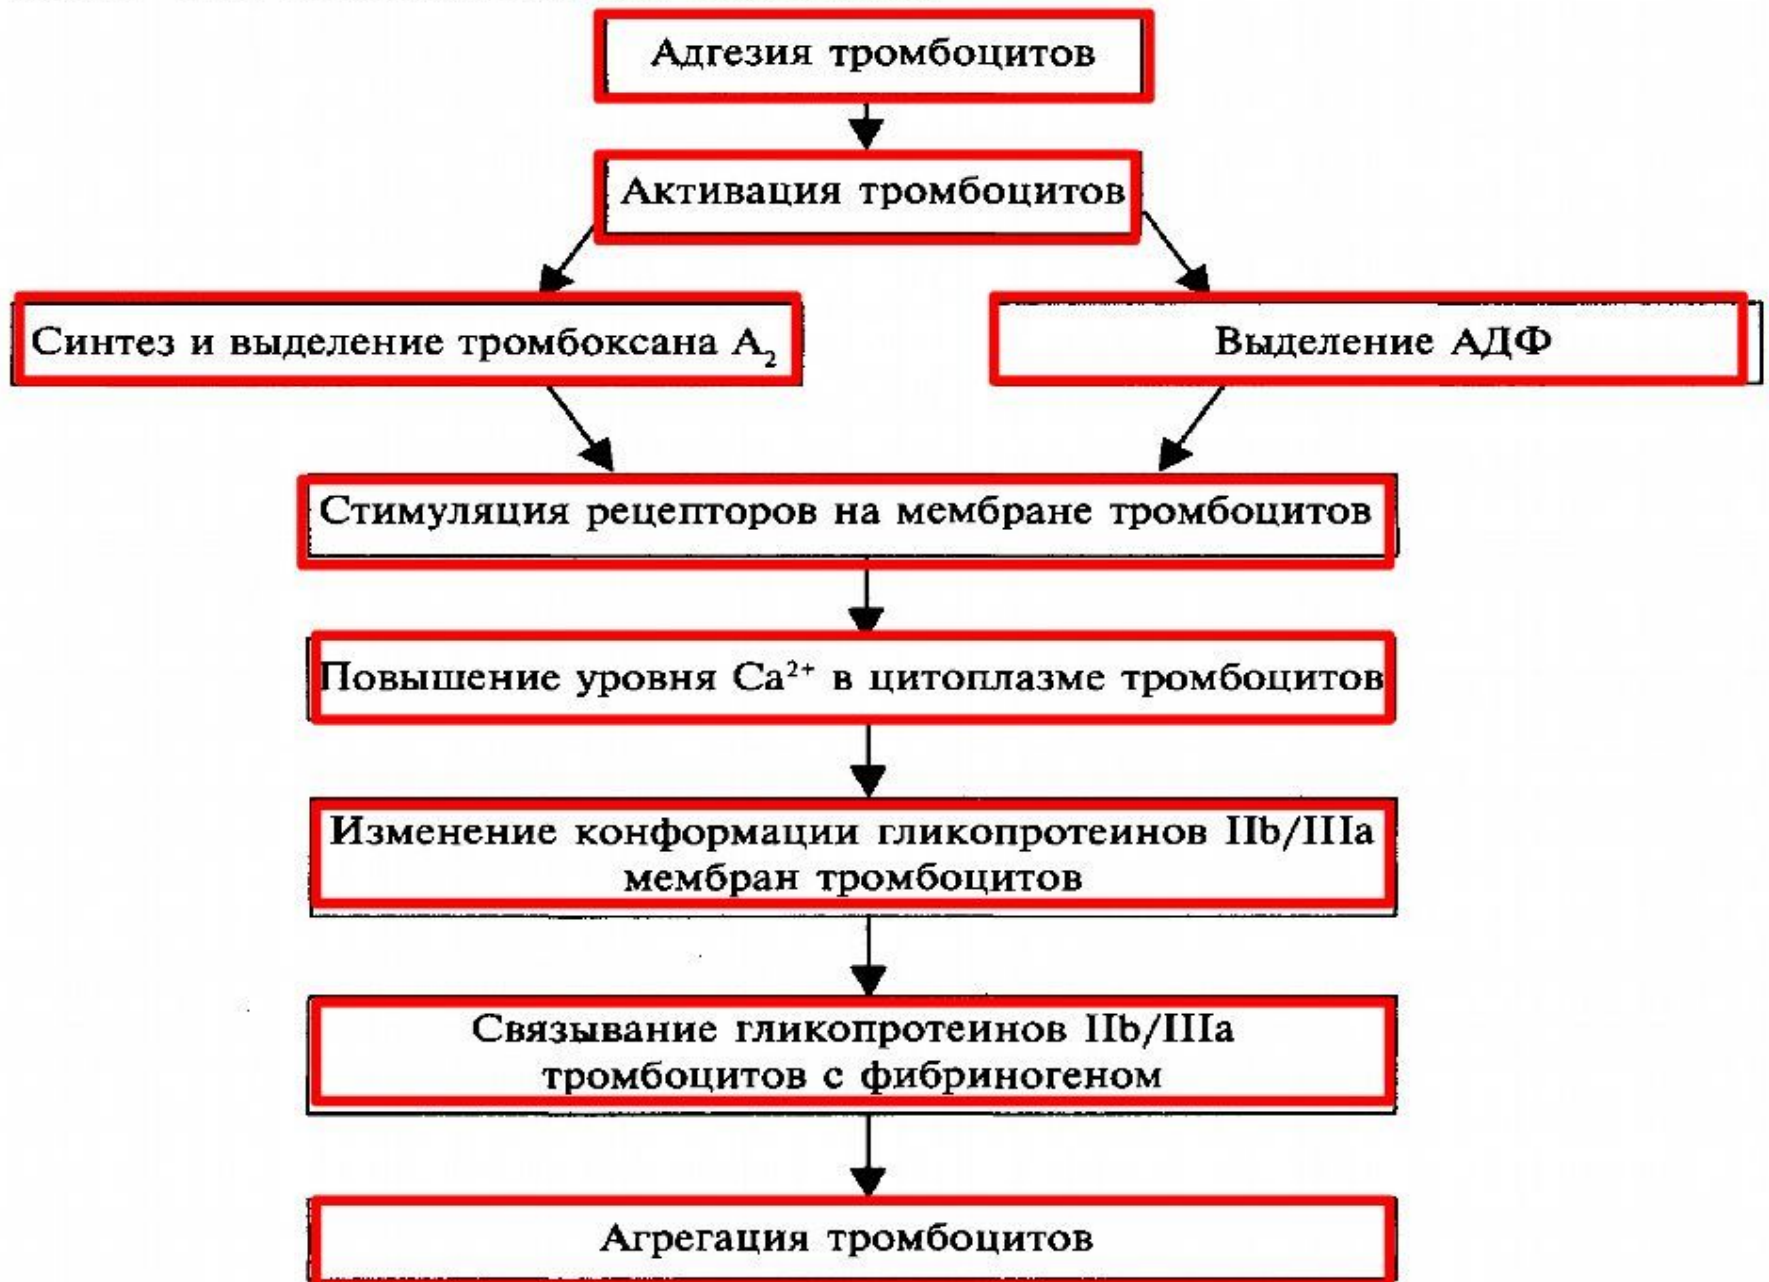 Адгезия тромбоцитов
Активация тромбоцитов
Синтез и выделение тромбоксана A₂
Выделение АДФ
Стимуляция рецепторов на мембране тромбоцитов
Повышение уровня Ca²⁺ в цитоплазме тромбоцитов
Изменение конформации гликопротеинов IIb/IIIa
мембран тромбоцитов
Связывание гликопротеинов IIb/IIIa
тромбоцитов с фибриногеном
Агрегация тромбоцитов